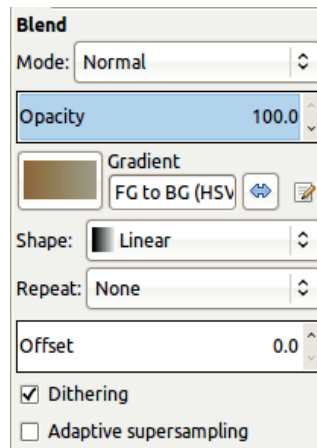 Blend
Mode: Normal
Opacity 100.0
Gradient
FG to BG (HSV
Shape: Linear
Repeat: None
Offset 0.0
Dithering
Adaptive supersampling